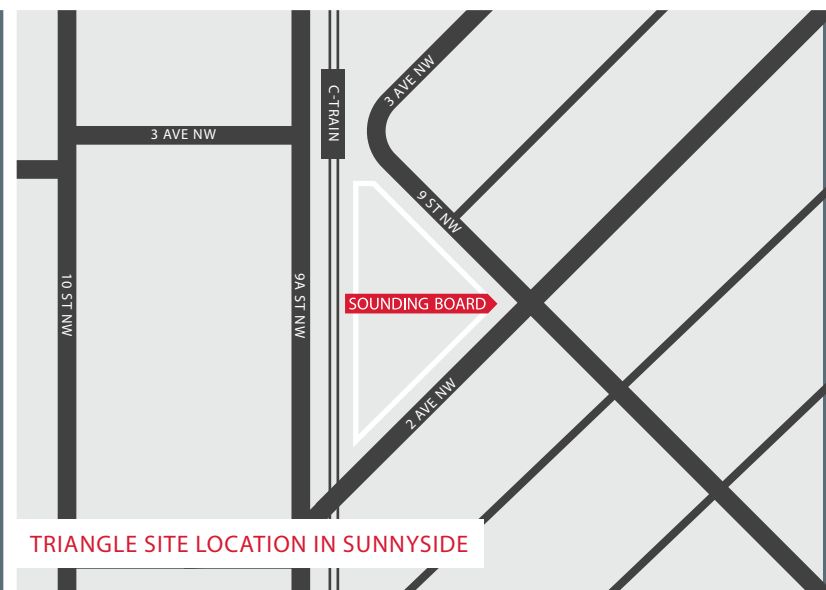 3 AVE NW
C-TRAIN
3 AVE NW
9 ST NW
10 ST NW
9A ST NW
SOUNDING BOARD
2 AVE NW
TRIANGLE SITE LOCATION IN SUNNYSIDE